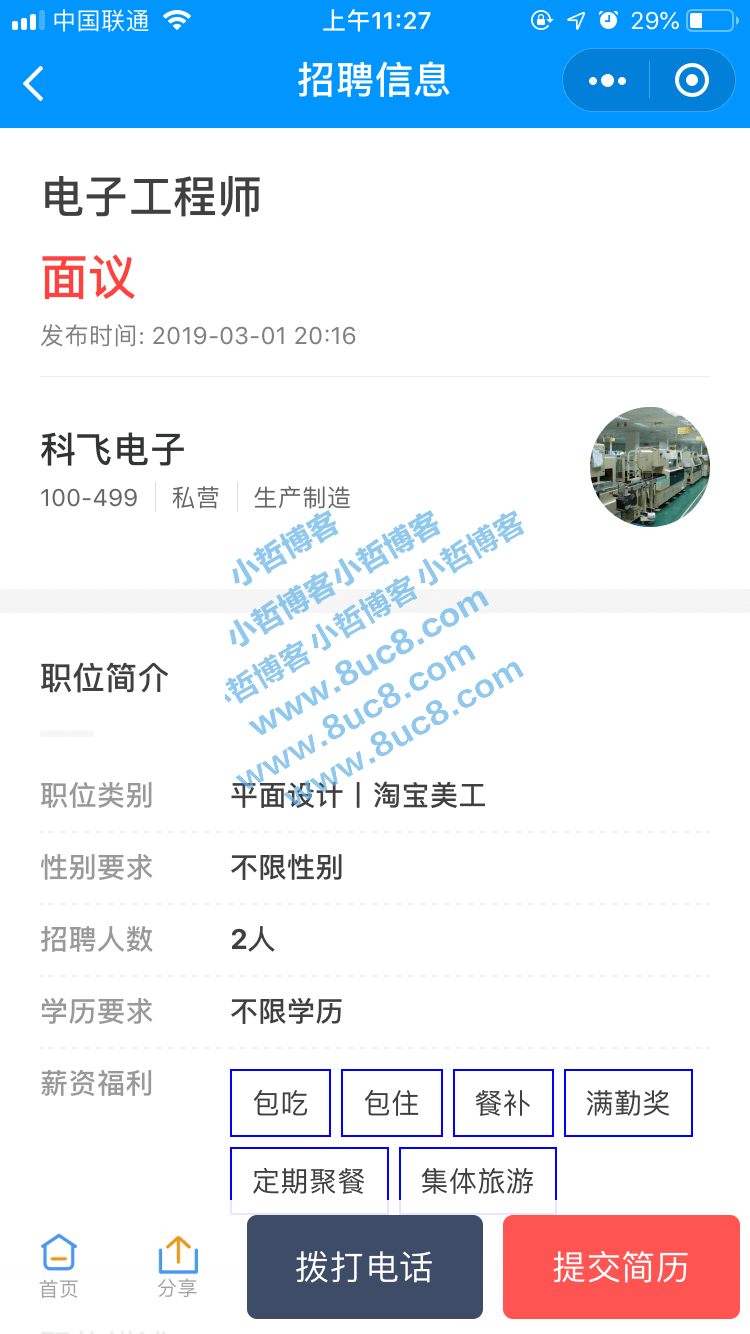 中国联通 上午11:27 29%
招聘信息
电子工程师
面议
发布时间: 2019-03-01 20:16
科飞电子
100-499 私营 生产制造
小哲博客
小哲博客小哲博客
小哲博客小哲博客小哲博客
www.8uc8.com
www.8uc8.com
www.8uc8.com
职位简介
职位类别 平面设计丨淘宝美工
性别要求 不限性别
招聘人数 2人
学历要求 不限学历
薪资福利 包吃 包住 餐补 满勤奖
定期聚餐 集体旅游
首页 分享 拨打电话 提交简历